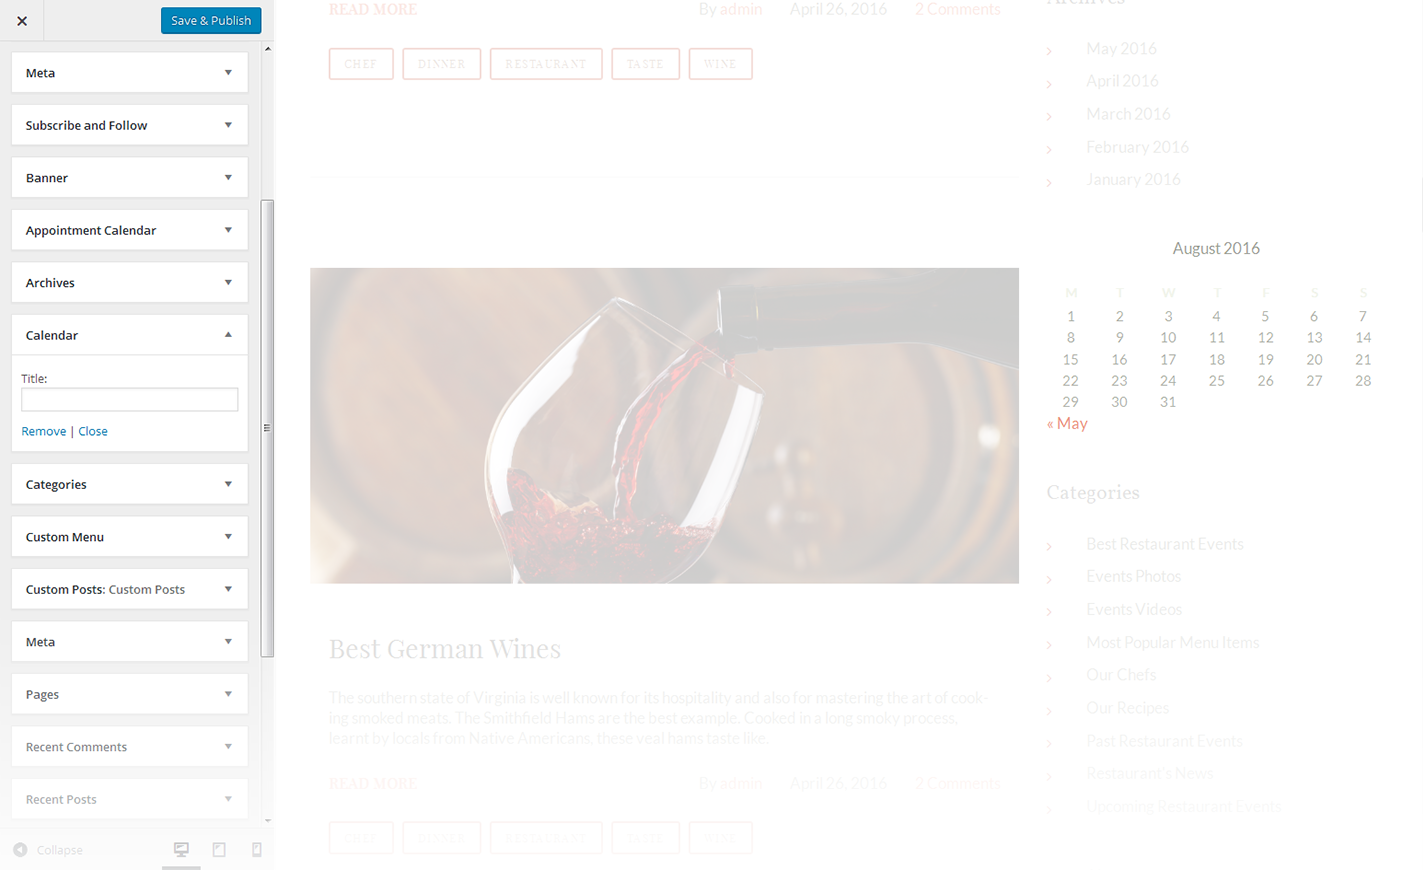 Save & Publish
Meta
Subscribe and Follow
Banner
Appointment Calendar
Archives
Calendar
Title:
Remove | Close
Categories
Custom Menu
Custom Posts: Custom Posts
Meta
Pages
Recent Comments
Recent Posts
Collapse
READ MORE By admin April 26, 2016 2 Comments
CHEF DINNER RESTAURANT TASTE WINE
Best German Wines
The southern state of Virginia is well known for its hospitality and also for mastering the art of cook-
ing smoked meats. The Smithfield Hams are the best example. Cooked in a long smoky process,
learnt by locals from Native Americans, these veal hams taste like.
READ MORE By admin April 26, 2016 2 Comments
CHEF DINNER RESTAURANT TASTE WINE
Archives
May 2016
April 2016
March 2016
February 2016
January 2016
August 2016
M T W T F S S
1 2 3 4 5 6 7
8 9 10 11 12 13 14
15 16 17 18 19 20 21
22 23 24 25 26 27 28
29 30 31
« May
Categories
Best Restaurant Events
Events Photos
Events Videos
Most Popular Menu Items
Our Chefs
Our Recipes
Past Restaurant Events
Restaurant's News
Upcoming Restaurant Events